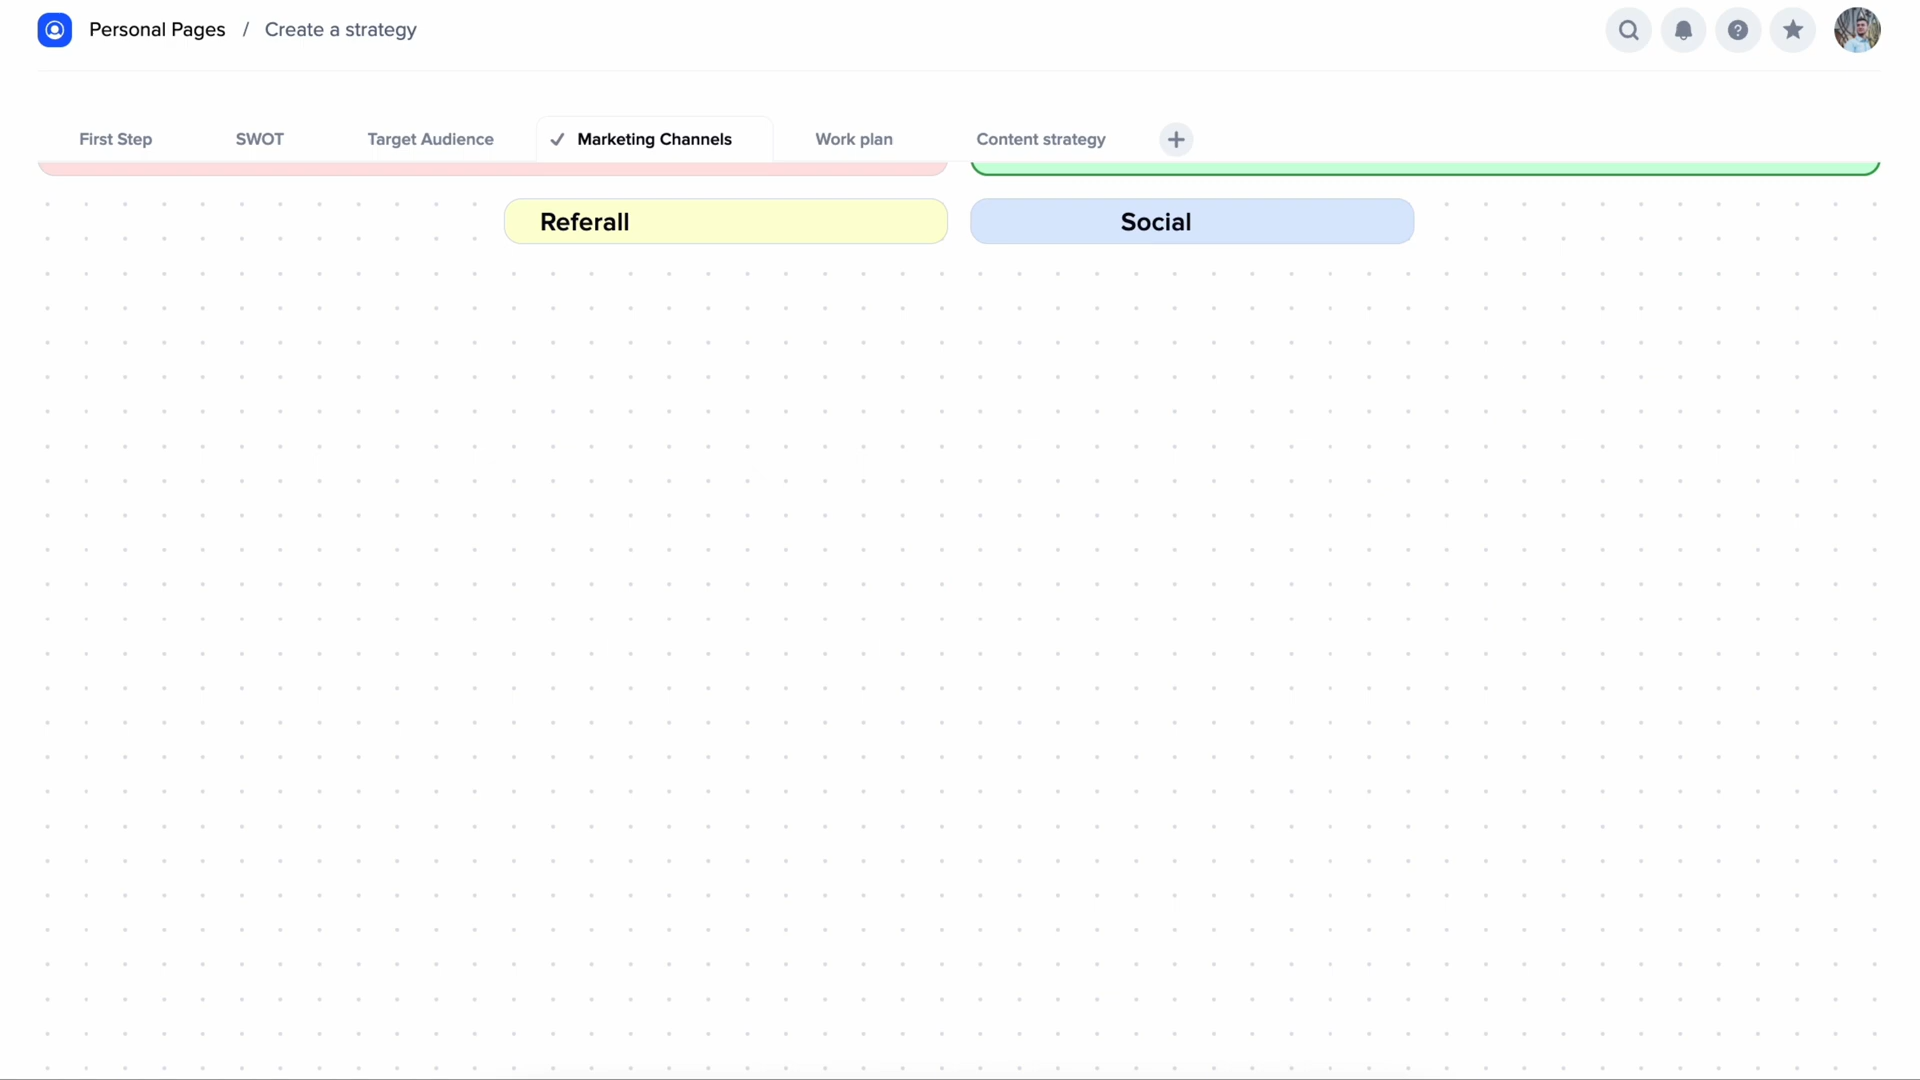 Personal Pages / Create a strategy
First Step SWOT Target Audience Marketing Channels Work plan Content strategy
Referall Social